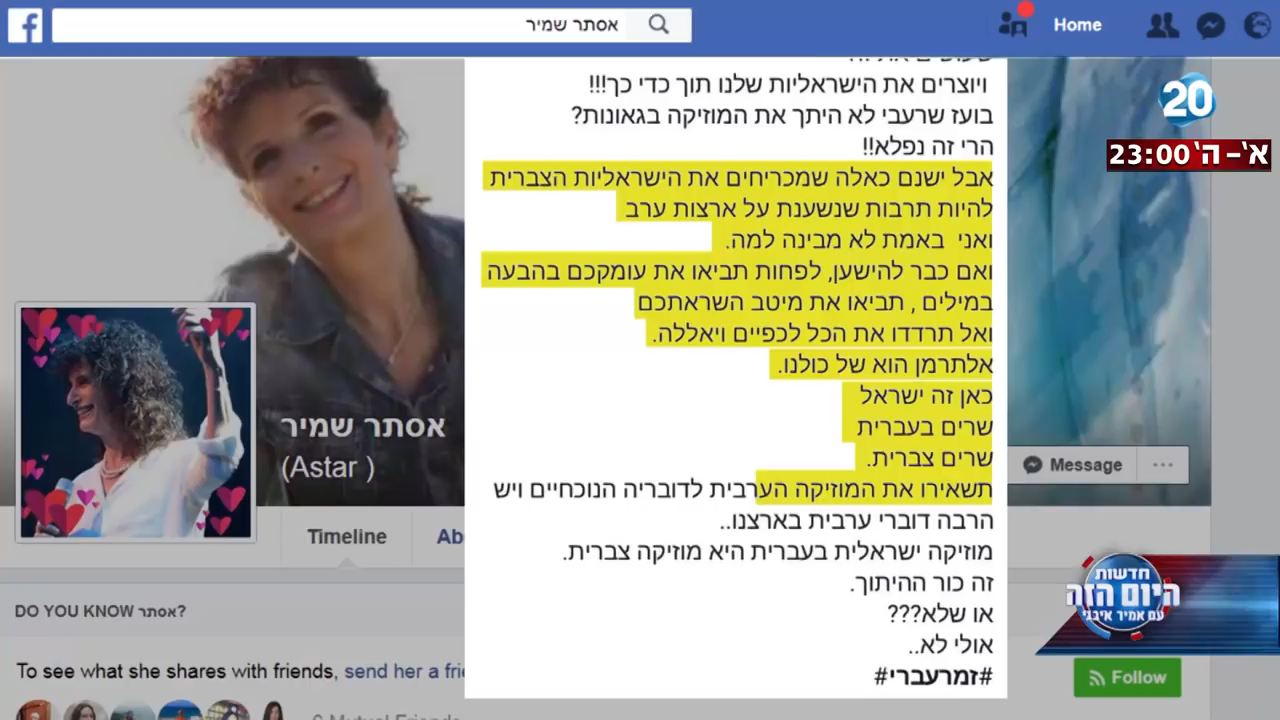 אסתר שמיר
Home
20
א'-ה' 23:00
ויוצרים את הישראליות שלנו תוך כדי כך!!!
בועז שרעבי לא היתך את המוזיקה בגאונות?
הרי זה נפלא!!
אבל ישנם כאלה שמכריחים את הישראליות הצברית
להיות תרבות שנשענת על ארצות ערב
ואני באמת לא מבינה למה.
ואם כבר להישען, לפחות תביאו את עומקכם בהבעה
במילים , תביאו את מיטב השראתכם
ואל תרדדו את הכל לכפיים ויאללה.
אלתרמן הוא של כולנו.
כאן זה ישראל
שרים בעברית
שרים צברית.
תשאירו את המוזיקה הערבית לדובריה הנוכחיים ויש
הרבה דוברי ערבית בארצנו..
מוזיקה ישראלית בעברית היא מוזיקה צברית.
זה כור ההיתוך.
או שלא???
אולי לא..
#זמרעברי#
אסתר שמיר
(Astar )
Message
Timeline
Ab
DO YOU KNOW אסתר?
To see what she shares with friends, send her a frie
Follow
חדשות
היום הזה
עם אמיר איבגי